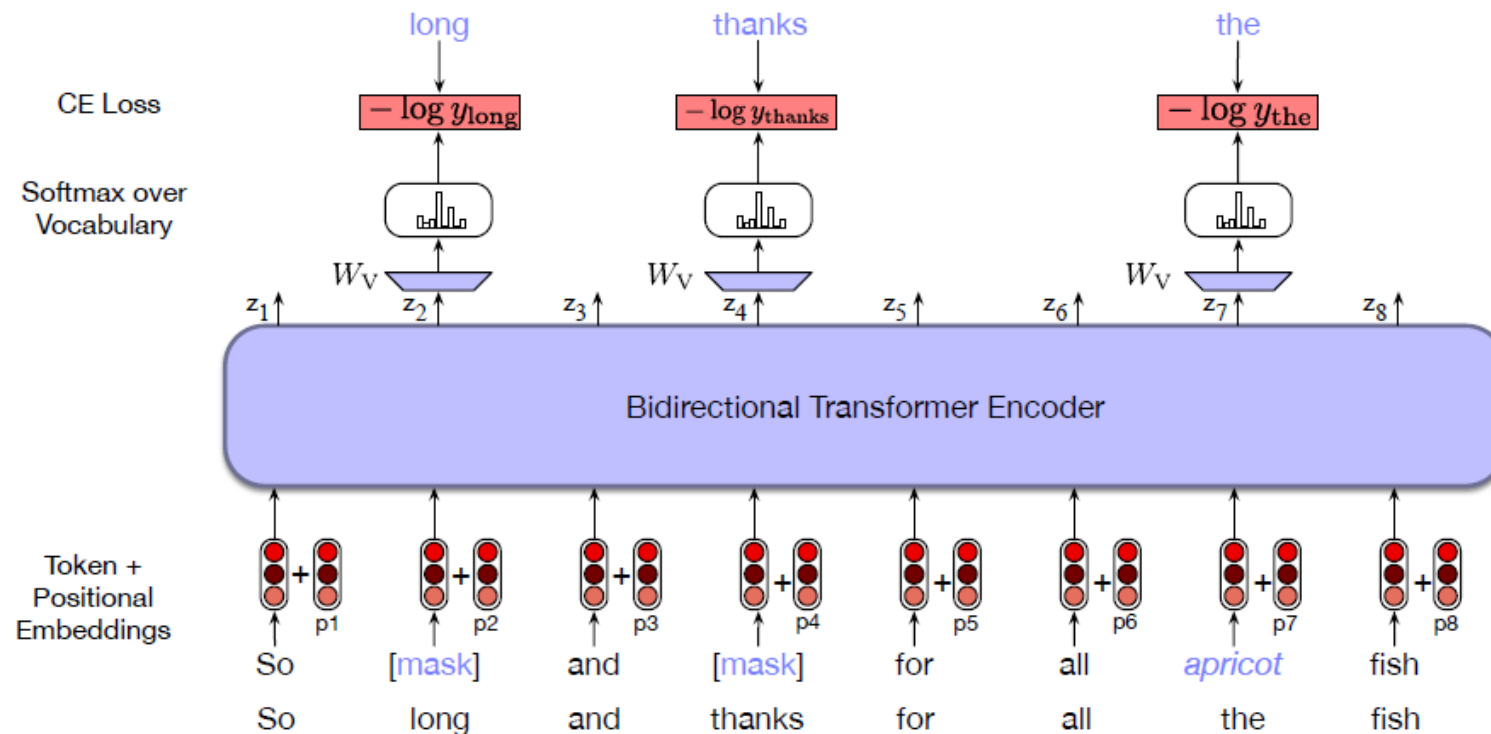 long thanks the
CE Loss
− log y_long − log y_thanks − log y_the
Softmax over
Vocabulary
W_V W_V W_V
z_1 z_2 z_3 z_4 z_5 z_6 z_7 z_8
Bidirectional Transformer Encoder
Token +
Positional
Embeddings
+ + + + + + + +
p1 p2 p3 p4 p5 p6 p7 p8
So [mask] and [mask] for all apricot fish
So long and thanks for all the fish